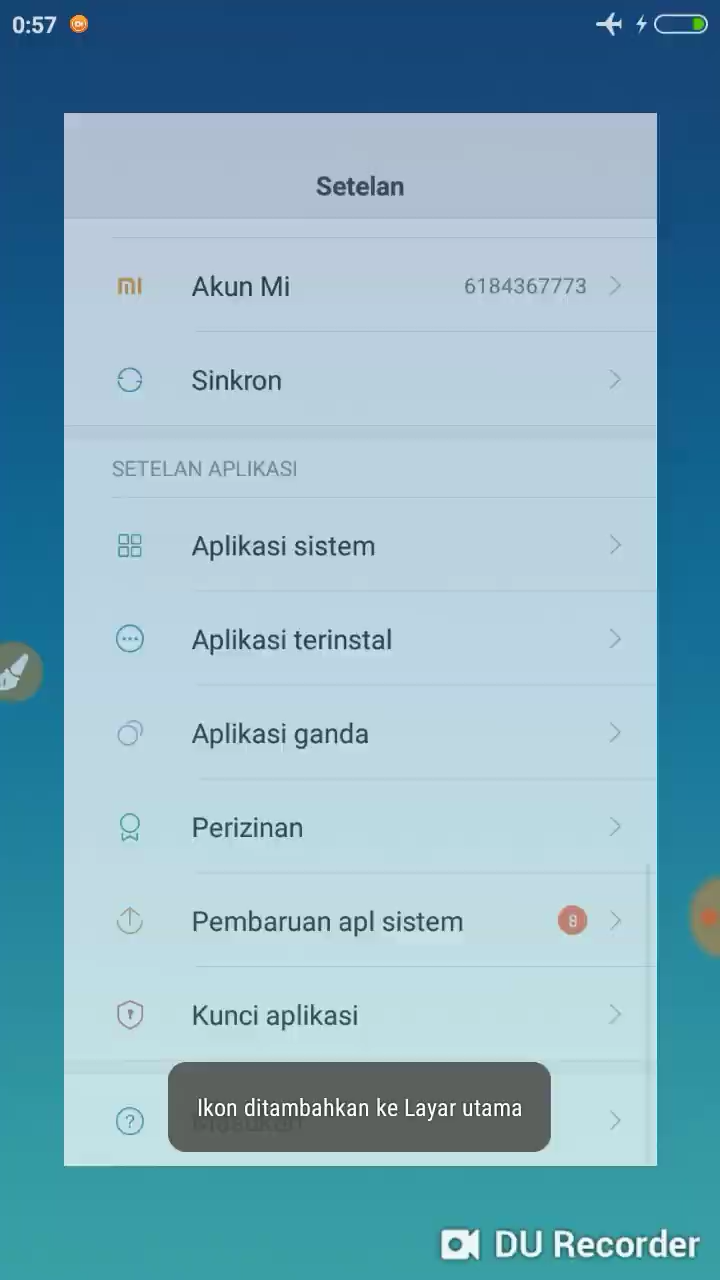 0:57
Setelan
Akun Mi 6184367773
Sinkron
SETELAN APLIKASI
Aplikasi sistem
Aplikasi terinstal
Aplikasi ganda
Perizinan
Pembaruan apl sistem 8
Kunci aplikasi
Ikon ditambahkan ke Layar utama
DU Recorder